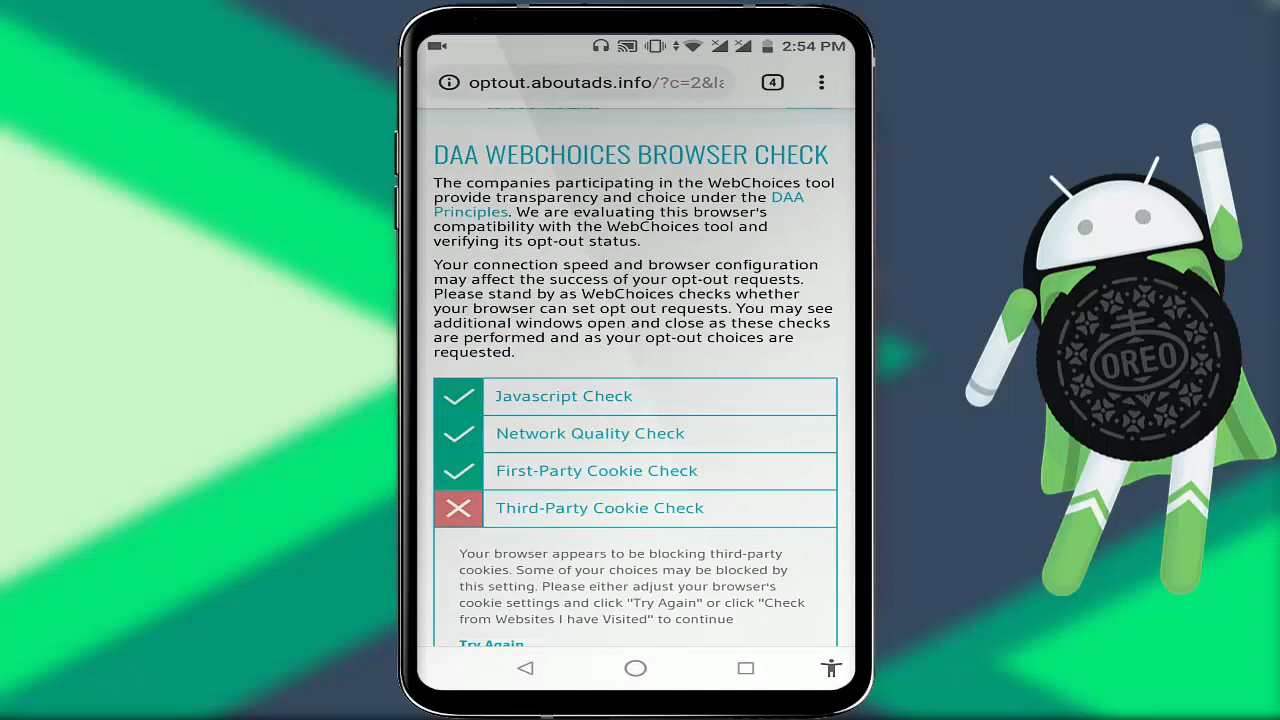 2:54 PM
optout.aboutads.info/?c=2&la
4
DAA WEBCHOICES BROWSER CHECK
The companies participating in the WebChoices tool
provide transparency and choice under the DAA
Principles. We are evaluating this browser's
compatibility with the WebChoices tool and
verifying its opt-out status.
Your connection speed and browser configuration
may affect the success of your opt-out requests.
Please stand by as WebChoices checks whether
your browser can set opt out requests. You may see
additional windows open and close as these checks
are performed and as your opt-out choices are
requested.
Javascript Check
Network Quality Check
First-Party Cookie Check
Third-Party Cookie Check
Your browser appears to be blocking third-party
cookies. Some of your choices may be blocked by
this setting. Please either adjust your browser's
cookie settings and click "Try Again" or click "Check
from Websites I have Visited" to continue
Try Again
OREO